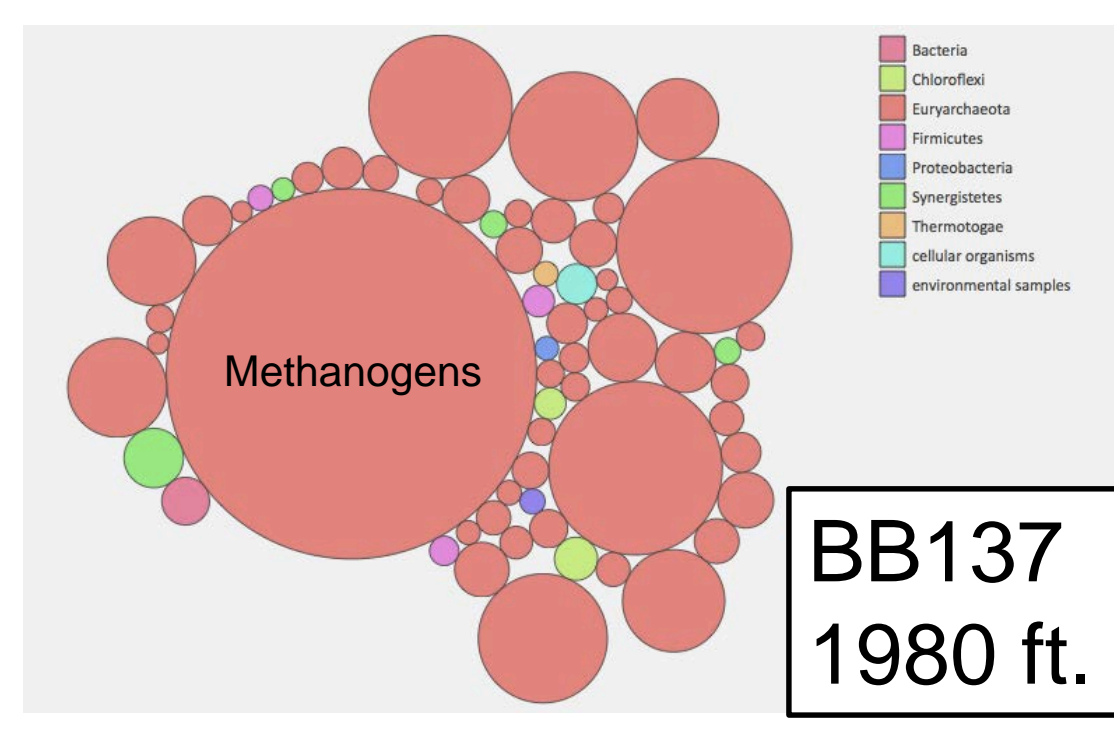 Bacteria
Chloroflexi
Euryarchaeota
Firmicutes
Proteobacteria
Synergistetes
Thermotogae
cellular organisms
environmental samples
Methanogens
BB137
1980 ft.